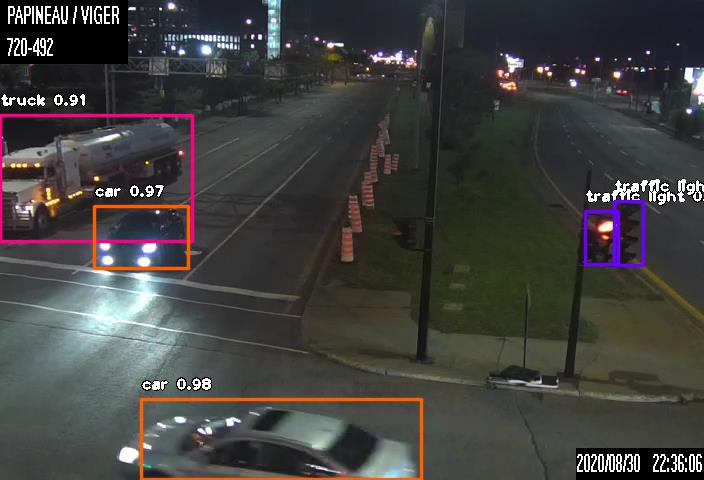 PAPINEAU / VIGER
720-492
truck 0.91
car 0.97
traffic ligh
traffic light 0.
car 0.98
2020/08/30 22:36:06